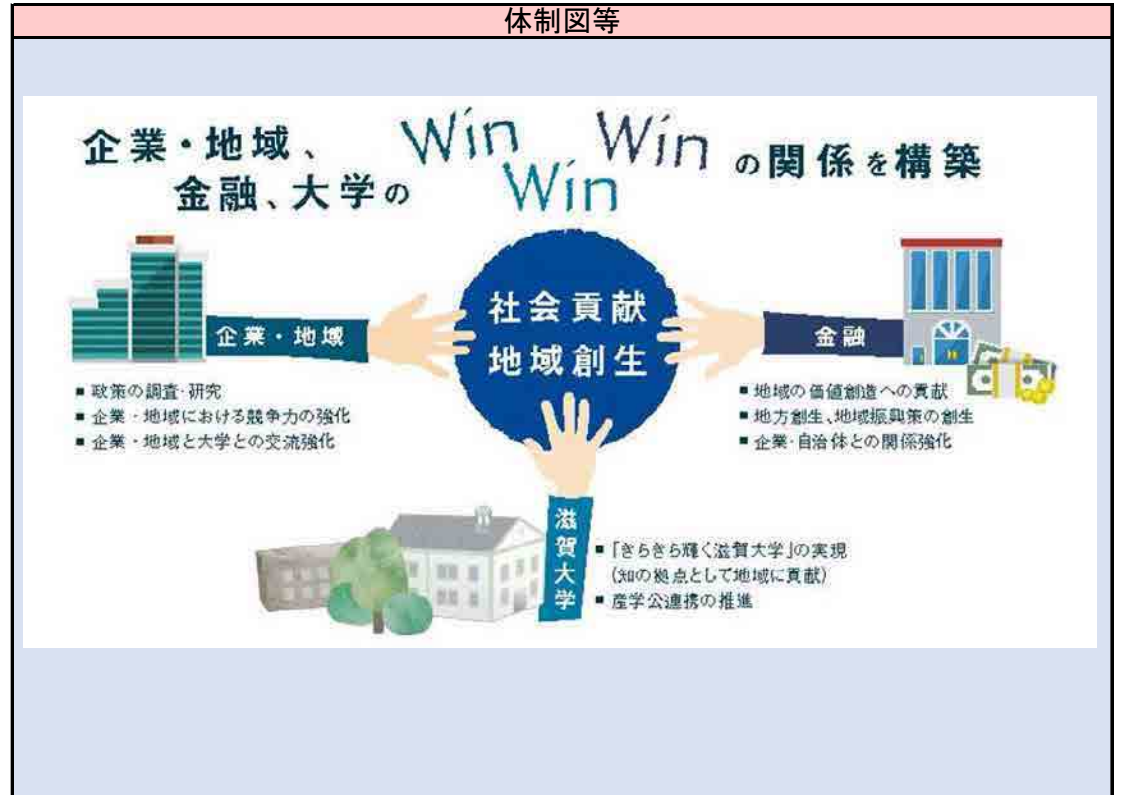 体制図等
企業・地域、 Win Win の関係を構築
金融、大学の Win
社会貢献
地域創生
企業・地域
金融
■ 政策の調査・研究
■ 企業・地域における競争力の強化
■ 企業・地域と大学との交流強化
■ 地域の価値創造への貢献
■ 地方創生、地域振興策の創生
■ 企業・自治体との関係強化
滋賀大学
■ 「きらきら輝く滋賀大学」の実現
(知の拠点として地域に貢献)
■ 産学公連携の推進